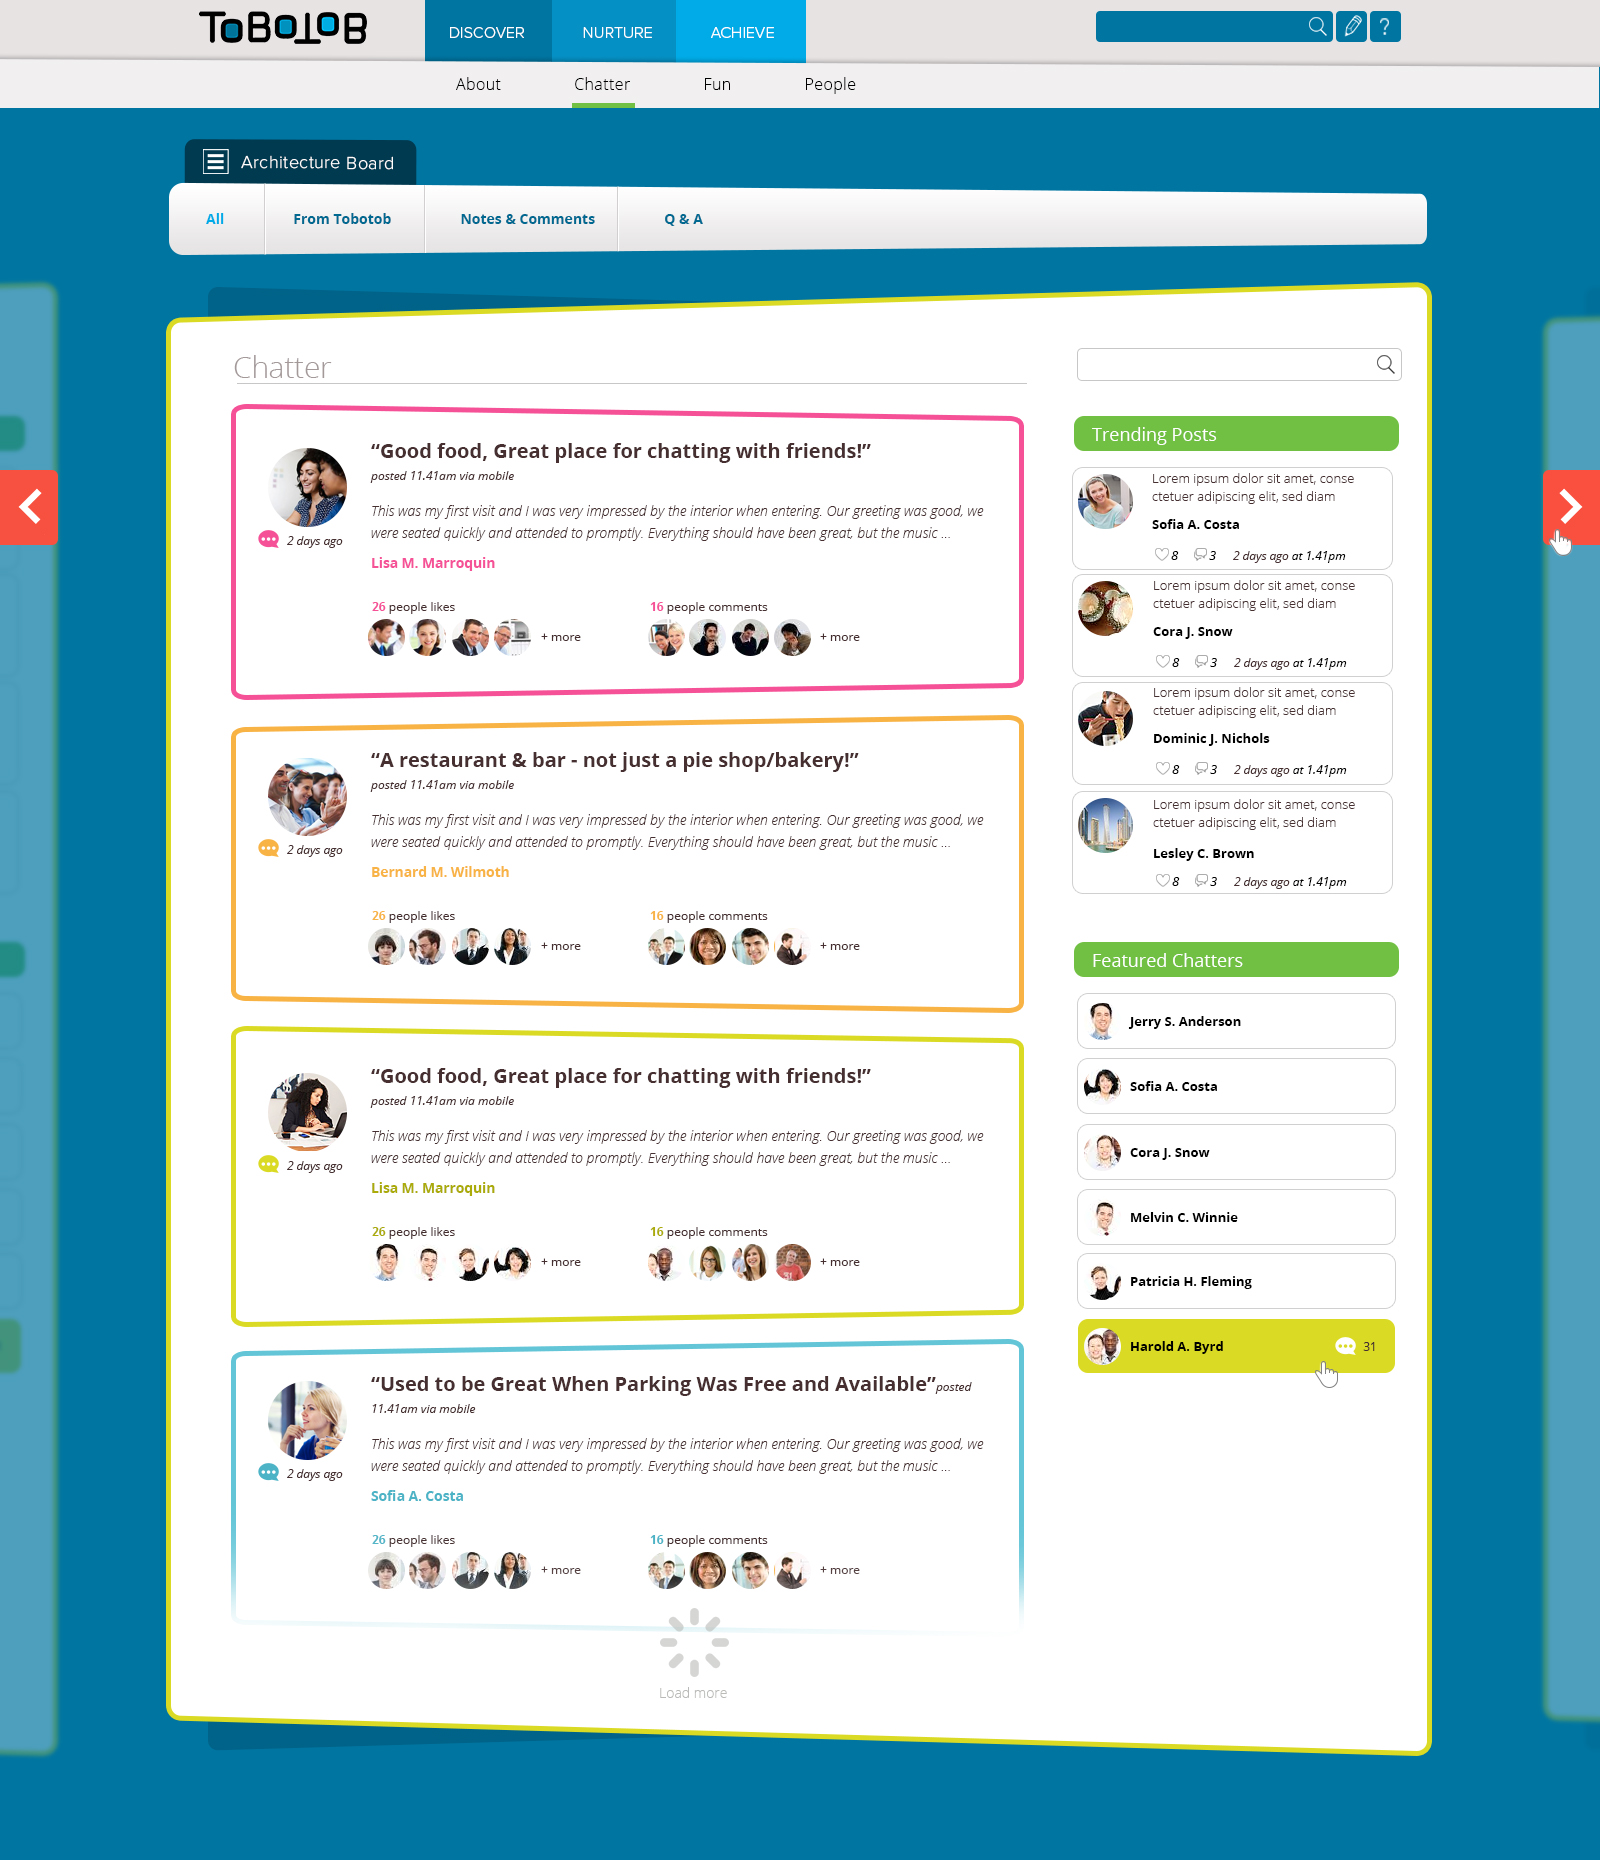 ToBoToB
DISCOVER
NURTURE
ACHIEVE
?
About
Chatter
Fun
People
Architecture Board
All
From Tobotob
Notes & Comments
Q & A
Chatter
“Good food, Great place for chatting with friends!”
posted 11.41am via mobile
This was my first visit and I was very impressed by the interior when entering. Our greeting was good, we
were seated quickly and attended to promptly. Everything should have been great, but the music ...
2 days ago
Lisa M. Marroquin
26 people likes
16 people comments
+ more
+ more
“A restaurant & bar - not just a pie shop/bakery!”
posted 11.41am via mobile
This was my first visit and I was very impressed by the interior when entering. Our greeting was good, we
were seated quickly and attended to promptly. Everything should have been great, but the music ...
2 days ago
Bernard M. Wilmoth
26 people likes
16 people comments
+ more
+ more
“Good food, Great place for chatting with friends!”
posted 11.41am via mobile
This was my first visit and I was very impressed by the interior when entering. Our greeting was good, we
were seated quickly and attended to promptly. Everything should have been great, but the music ...
2 days ago
Lisa M. Marroquin
26 people likes
16 people comments
+ more
+ more
“Used to be Great When Parking Was Free and Available”posted
11.41am via mobile
This was my first visit and I was very impressed by the interior when entering. Our greeting was good, we
were seated quickly and attended to promptly. Everything should have been great, but the music ...
2 days ago
Sofia A. Costa
26 people likes
16 people comments
+ more
+ more
Load more
Trending Posts
Lorem ipsum dolor sit amet, conse
ctetuer adipiscing elit, sed diam
Sofia A. Costa
8 3 2 days ago at 1.41pm
Lorem ipsum dolor sit amet, conse
ctetuer adipiscing elit, sed diam
Cora J. Snow
8 3 2 days ago at 1.41pm
Lorem ipsum dolor sit amet, conse
ctetuer adipiscing elit, sed diam
Dominic J. Nichols
8 3 2 days ago at 1.41pm
Lorem ipsum dolor sit amet, conse
ctetuer adipiscing elit, sed diam
Lesley C. Brown
8 3 2 days ago at 1.41pm
Featured Chatters
Jerry S. Anderson
Sofia A. Costa
Cora J. Snow
Melvin C. Winnie
Patricia H. Fleming
Harold A. Byrd
31